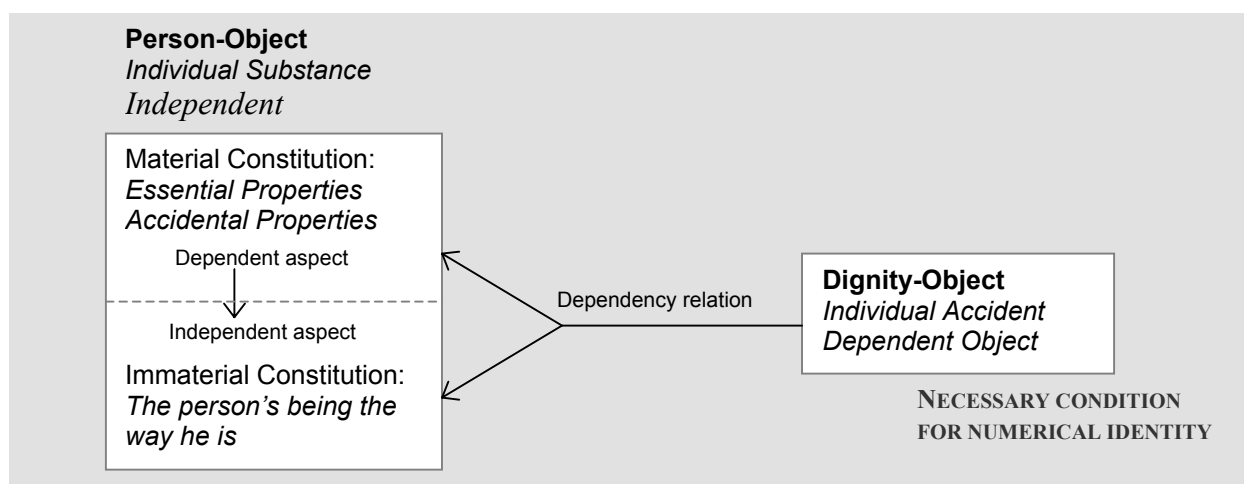 Person-Object
Individual Substance
Independent
Material Constitution:
Essential Properties
Accidental Properties
Dependent aspect
Independent aspect
Immaterial Constitution:
The person's being the
way he is
Dependency relation
Dignity-Object
Individual Accident
Dependent Object
NECESSARY CONDITION
FOR NUMERICAL IDENTITY